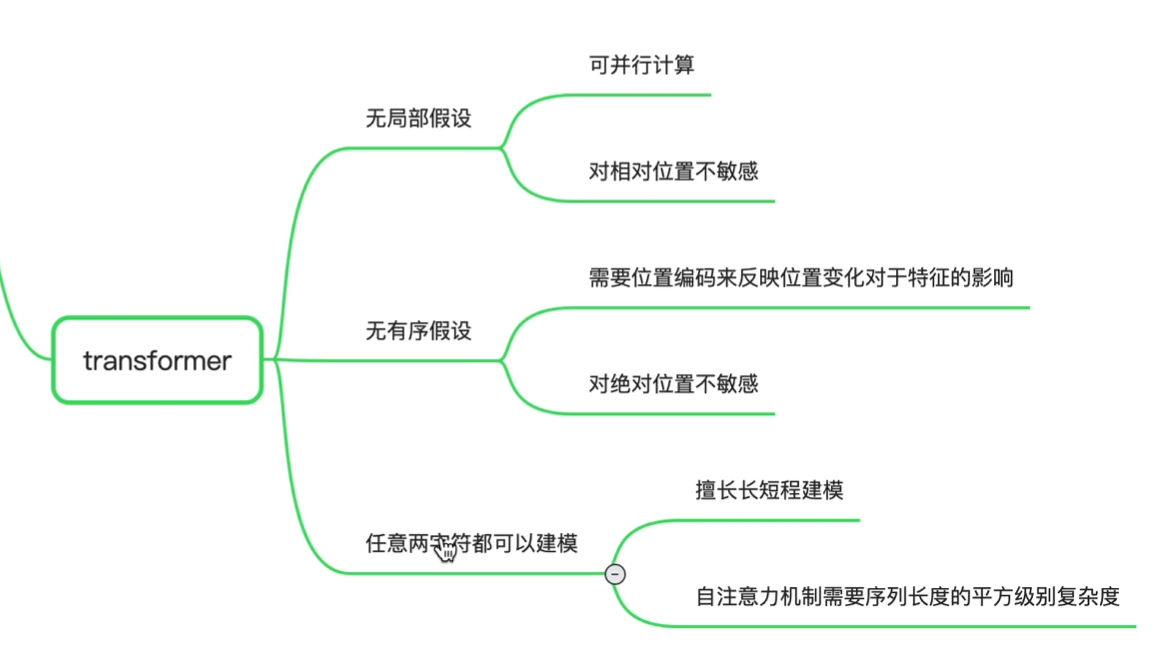 可并行计算
无局部假设
对相对位置不敏感
需要位置编码来反映位置变化对于特征的影响
无有序假设
transformer
对绝对位置不敏感
擅长长短程建模
任意两字符都可以建模
自注意力机制需要序列长度的平方级别复杂度